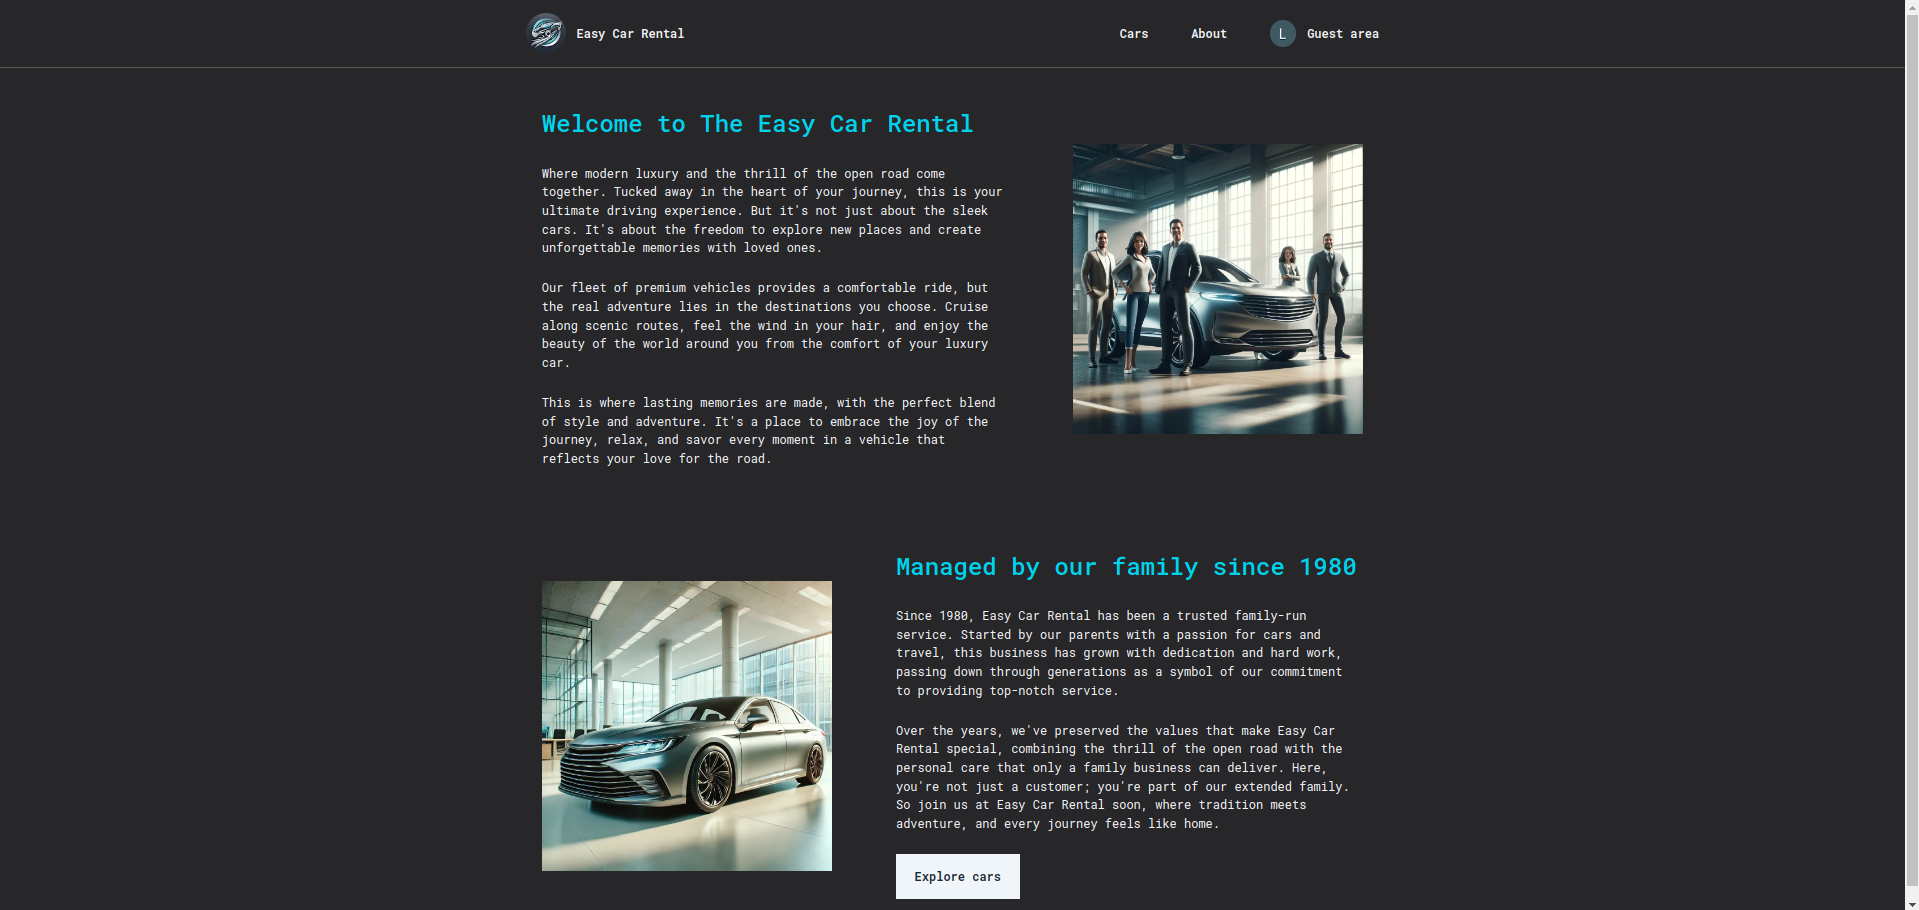 Easy Car Rental
Cars
About
L
Guest area
Welcome to The Easy Car Rental
Where modern luxury and the thrill of the open road come
together. Tucked away in the heart of your journey, this is your
ultimate driving experience. But it's not just about the sleek
cars. It's about the freedom to explore new places and create
unforgettable memories with loved ones.
Our fleet of premium vehicles provides a comfortable ride, but
the real adventure lies in the destinations you choose. Cruise
along scenic routes, feel the wind in your hair, and enjoy the
beauty of the world around you from the comfort of your luxury
car.
This is where lasting memories are made, with the perfect blend
of style and adventure. It's a place to embrace the joy of the
journey, relax, and savor every moment in a vehicle that
reflects your love for the road.
Managed by our family since 1980
Since 1980, Easy Car Rental has been a trusted family-run
service. Started by our parents with a passion for cars and
travel, this business has grown with dedication and hard work,
passing down through generations as a symbol of our commitment
to providing top-notch service.
Over the years, we've preserved the values that make Easy Car
Rental special, combining the thrill of the open road with the
personal care that only a family business can deliver. Here,
you're not just a customer; you're part of our extended family.
So join us at Easy Car Rental soon, where tradition meets
adventure, and every journey feels like home.
Explore cars